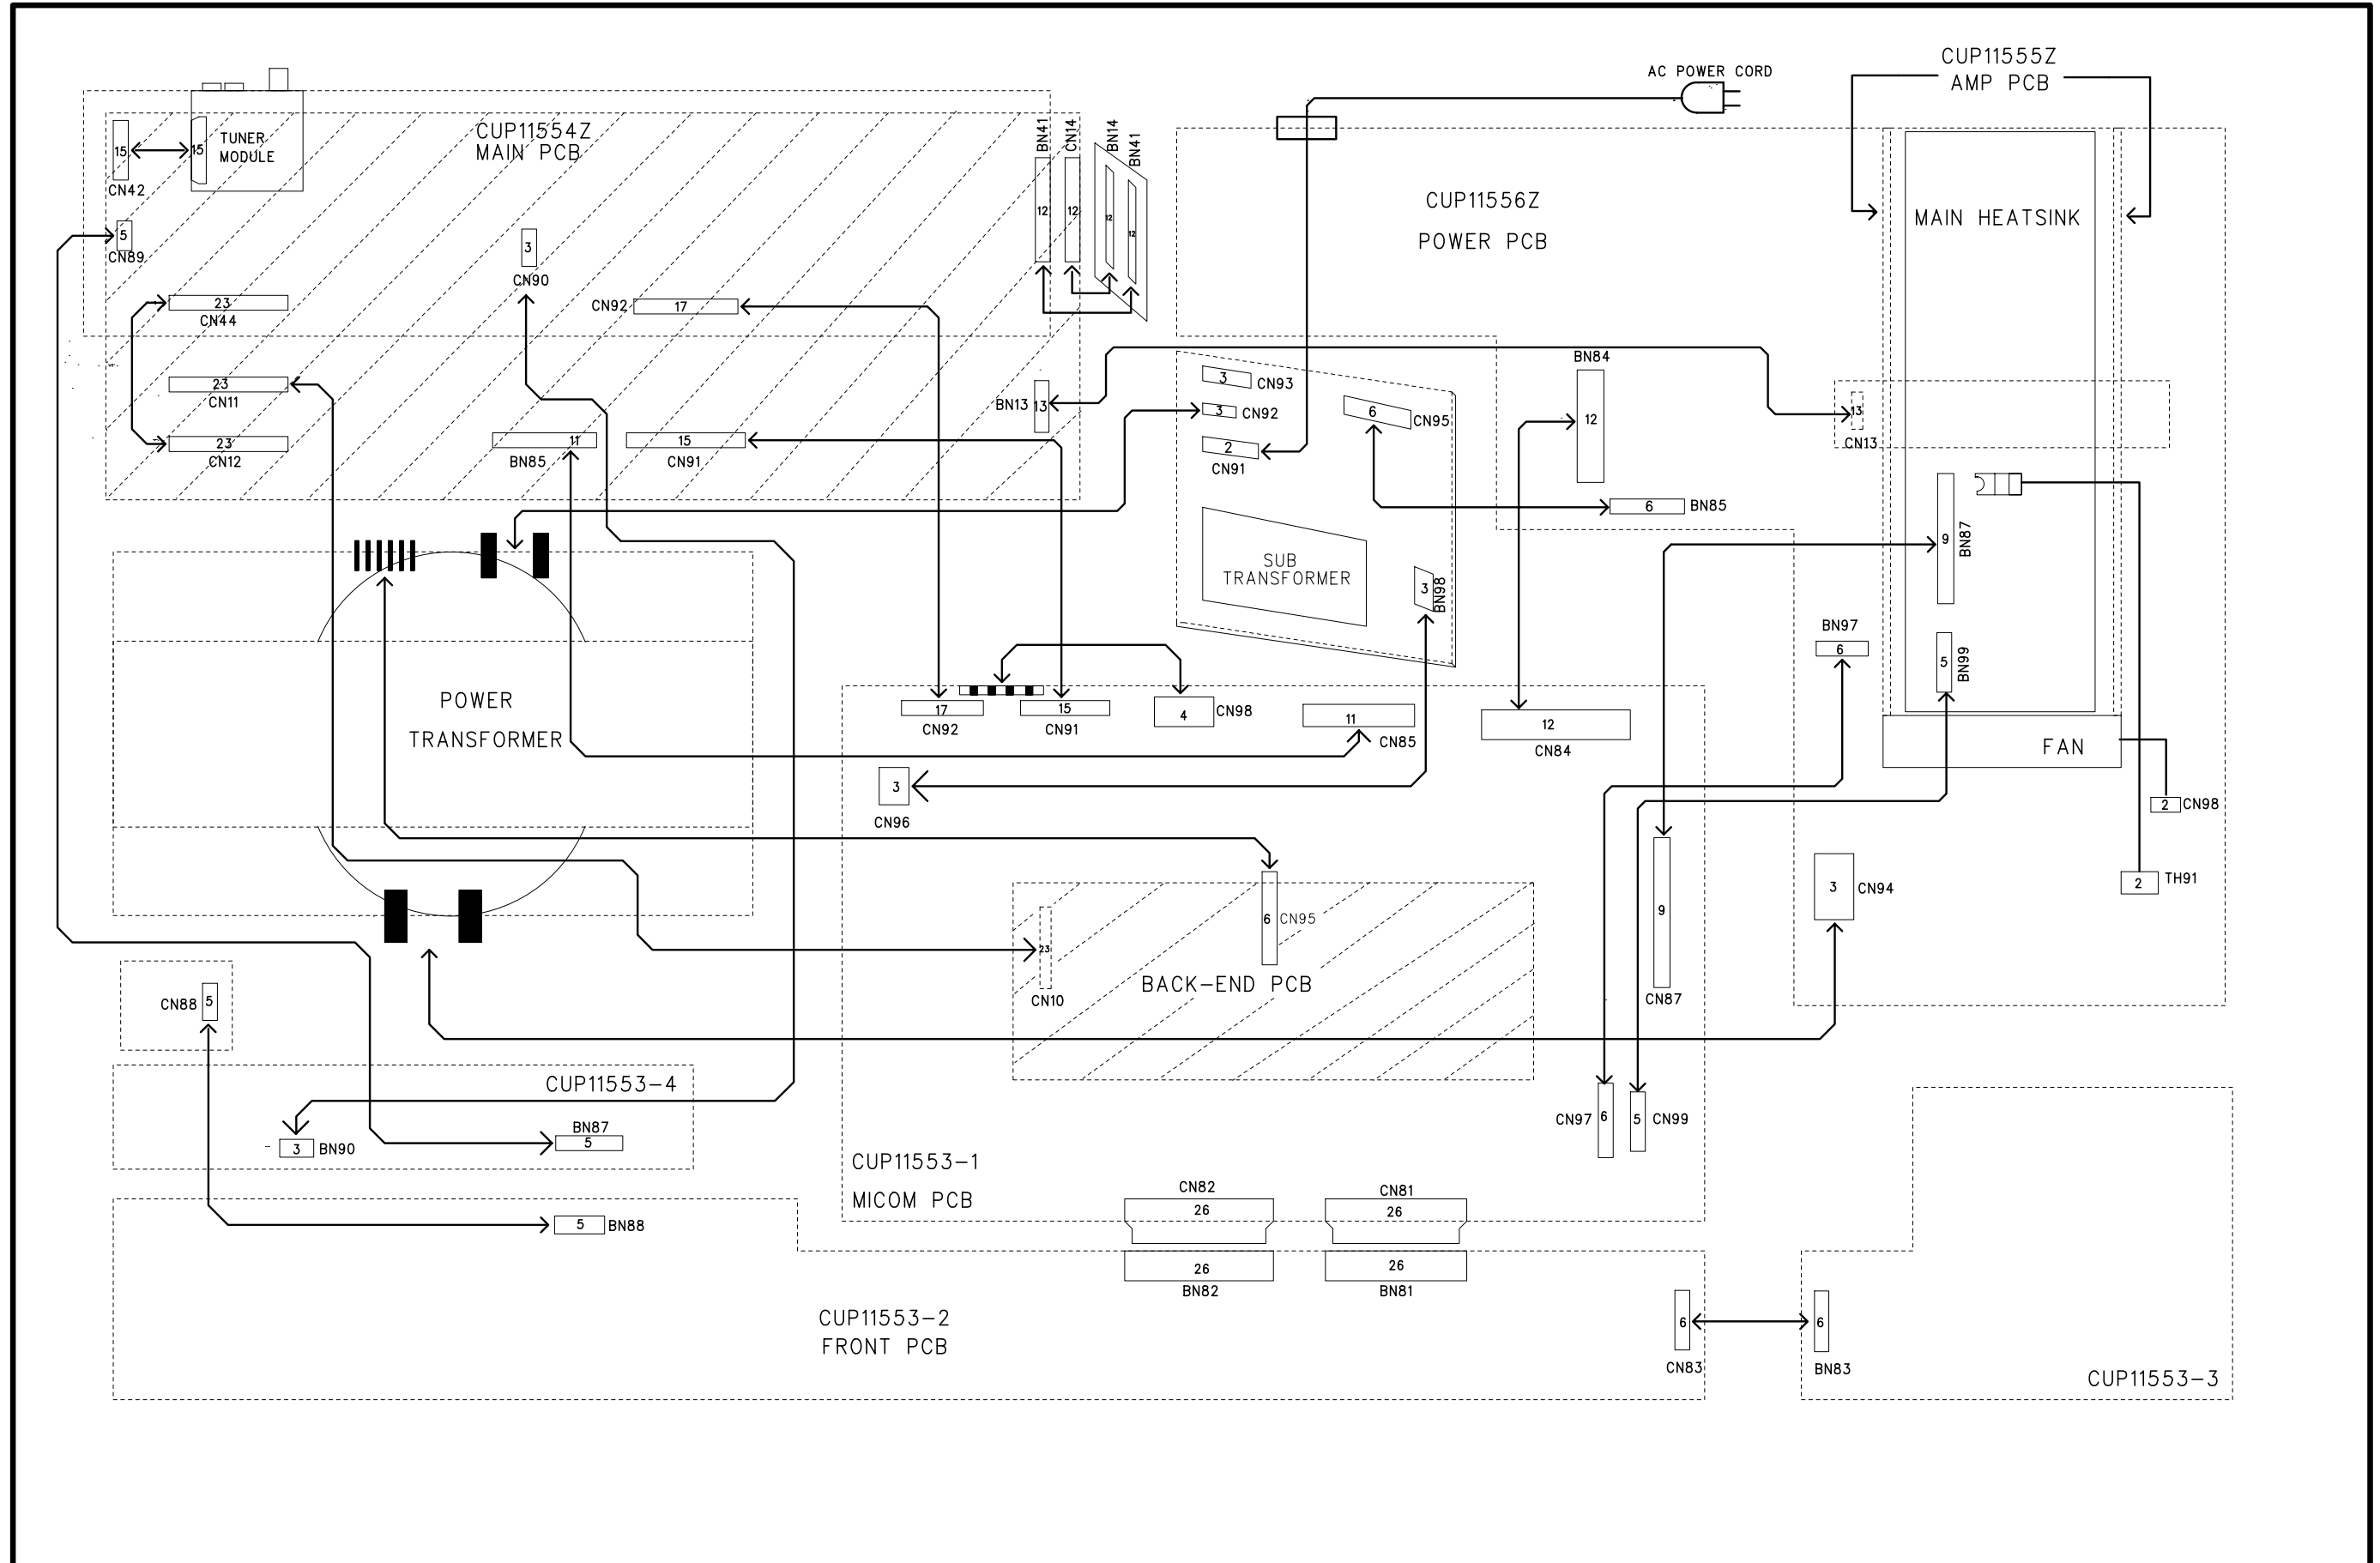 CUP11555Z
AMP PCB
AC POWER CORD
TUNER
MODULE
15
15
CN42
CUP11554Z
MAIN PCB
BN41
CN14
BN14
BN41
12
12
12
12
CUP11556Z
POWER PCB
MAIN HEATSINK
5
CN89
3
CN90
23
CN44
CN92
17
23
CN11
BN13
13
3
CN93
3
CN92
6
CN95
2
CN91
BN84
12
13
CN13
23
CN12
11
BN85
15
CN91
6
BN85
9
BN87
SUB
TRANSFORMER
3
BN98
BN97
6
5
BN99
POWER
TRANSFORMER
17
CN92
15
CN91
4
CN98
11
CN85
12
CN84
FAN
3
CN96
2
CN98
3
CN94
2
TH91
6
CN95
9
CN87
23
CN10
BACK-END PCB
CN88
5
CUP11553-4
3
BN90
BN87
5
CN97
6
5
CN99
CUP11553-1
MICOM PCB
CN82
26
CN81
26
5
BN88
26
BN82
26
BN81
CUP11553-2
FRONT PCB
6
CN83
6
BN83
CUP11553-3